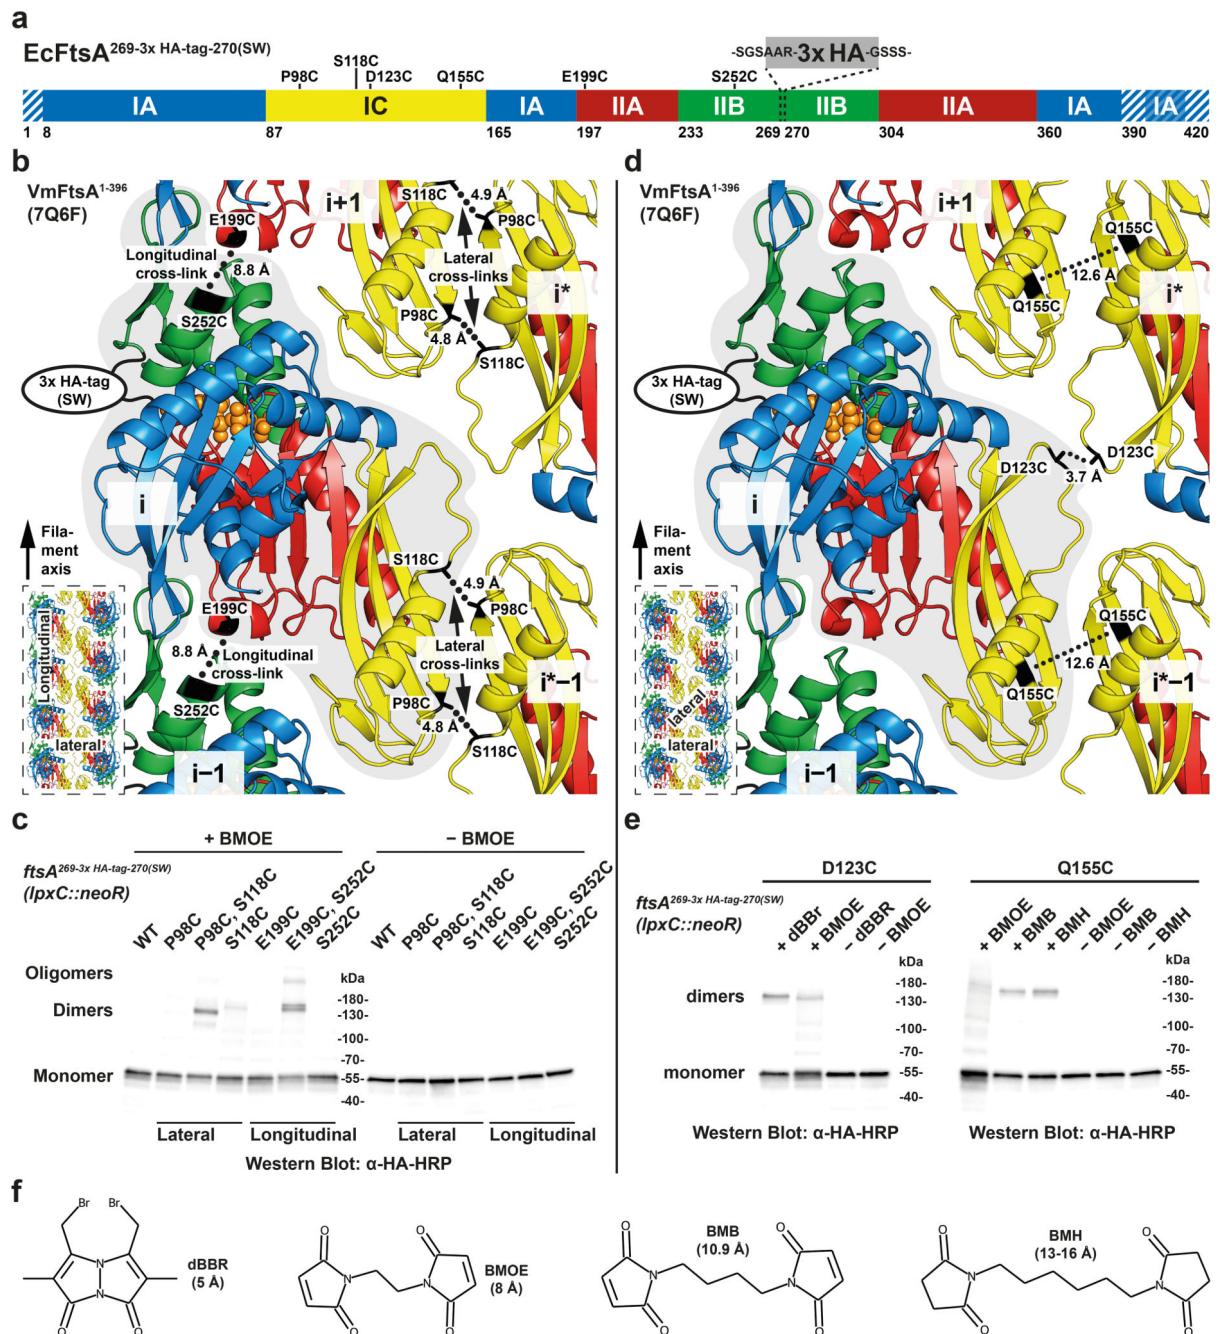 a
EcFtsA269-3x HA-tag-270(SW)
-SGSAAR-3x HA-GSSS-
P98C S118C D123C Q155C E199C S252C
IA IC IA IIA IIB IIB IIA IA IA
1 8 87 165 197 233 269 270 304 360 390 420
b
VmFtsA1-396
(7Q6F)
E199C
i+1
S118C
4.9 Å
P98C
Longitudinal
cross-link
8.8 Å
Lateral
cross-links
i*
S252C
P98C
4.8 Å
S118C
3x HA-tag
(SW)
i
Fila-
ment
axis
S118C
4.9 Å
P98C
E199C
8.8 Å
Longitudinal
cross-link
Lateral
cross-links
S252C
P98C
4.8 Å
i*–1
S118C
i–1
Longitudinal
lateral
d
VmFtsA1-396
(7Q6F)
i+1
Q155C
12.6 Å
i*
Q155C
3x HA-tag
(SW)
D123C
D123C
3.7 Å
i
Fila-
ment
axis
Q155C
12.6 Å
Q155C
i*–1
i–1
lateral
lateral
c
+ BMOE – BMOE
ftsA269-3x HA-tag-270(SW)
(lpxC::neoR)
WT P98C P98C, S118C S118C E199C E199C, S252C S252C WT P98C P98C, S118C S118C E199C E199C, S252C S252C
Oligomers
Dimers
Monomer
kDa
-180-
-130-
-100-
-70-
-55-
-40-
Lateral Longitudinal Lateral Longitudinal
Western Blot: α-HA-HRP
e
D123C Q155C
ftsA269-3x HA-tag-270(SW)
(lpxC::neoR)
+ dBBr + BMOE – dBBR – BMOE + BMOE + BMB + BMH – BMOE – BMB – BMH
dimers
monomer
kDa
-180-
-130-
-100-
-70-
-55-
-40-
kDa
-180-
-130-
-100-
-70-
-55-
-40-
Western Blot: α-HA-HRP Western Blot: α-HA-HRP
f
Br Br
N N
O O
dBBR
(5 Å)
O O
N N
O O
BMOE
(8 Å)
O O
N N
O O
BMB
(10.9 Å)
O O
N N
O O
BMH
(13-16 Å)